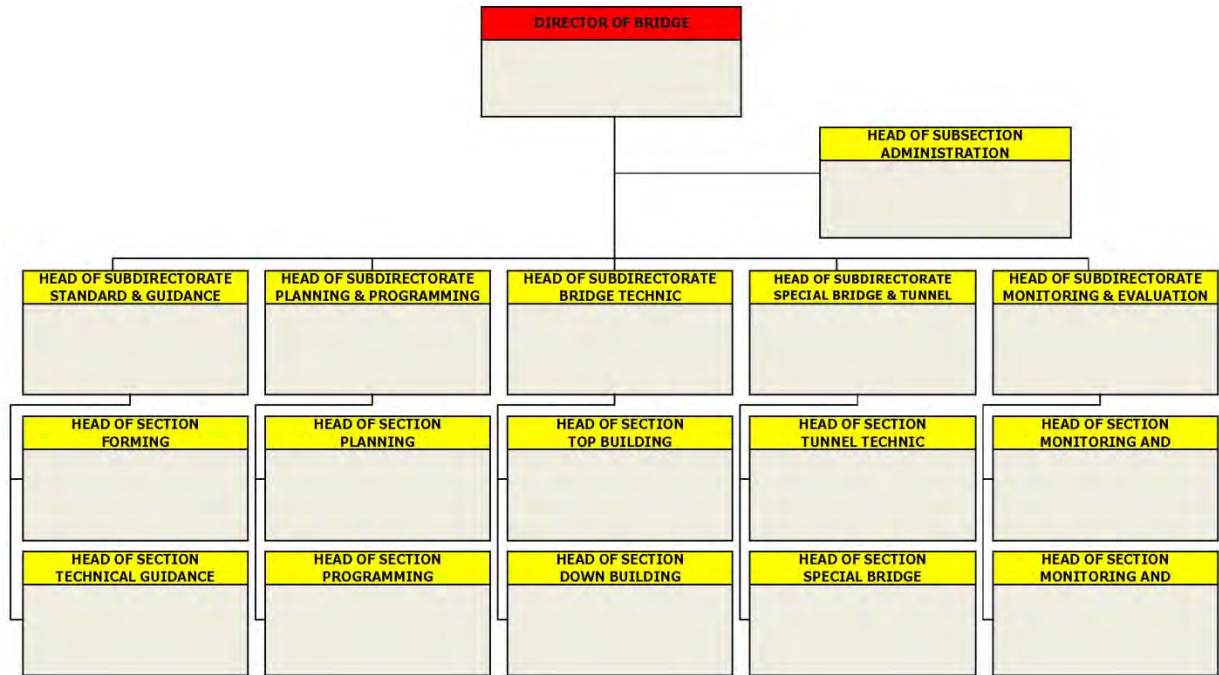 DIRECTOR OF BRIDGE
HEAD OF SUBSECTION
ADMINISTRATION
HEAD OF SUBDIRECTORATE
STANDARD & GUIDANCE
HEAD OF SUBDIRECTORATE
PLANNING & PROGRAMMING
HEAD OF SUBDIRECTORATE
BRIDGE TECHNIC
HEAD OF SUBDIRECTORATE
SPECIAL BRIDGE & TUNNEL
HEAD OF SUBDIRECTORATE
MONITORING & EVALUATION
HEAD OF SECTION
FORMING
HEAD OF SECTION
PLANNING
HEAD OF SECTION
TOP BUILDING
HEAD OF SECTION
TUNNEL TECHNIC
HEAD OF SECTION
MONITORING AND
HEAD OF SECTION
TECHNICAL GUIDANCE
HEAD OF SECTION
PROGRAMMING
HEAD OF SECTION
DOWN BUILDING
HEAD OF SECTION
SPECIAL BRIDGE
HEAD OF SECTION
MONITORING AND